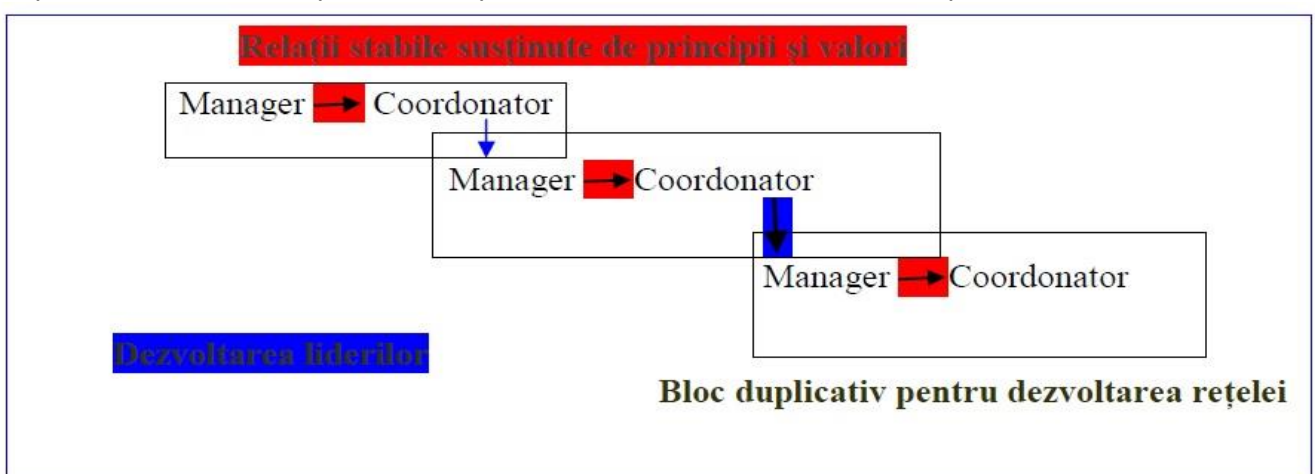 Relații stabile susținute de principii și valori
Manager Coordonator
Manager Coordonator
Manager Coordonator
Dezvoltarea liderilor
Bloc duplicativ pentru dezvoltarea rețelei